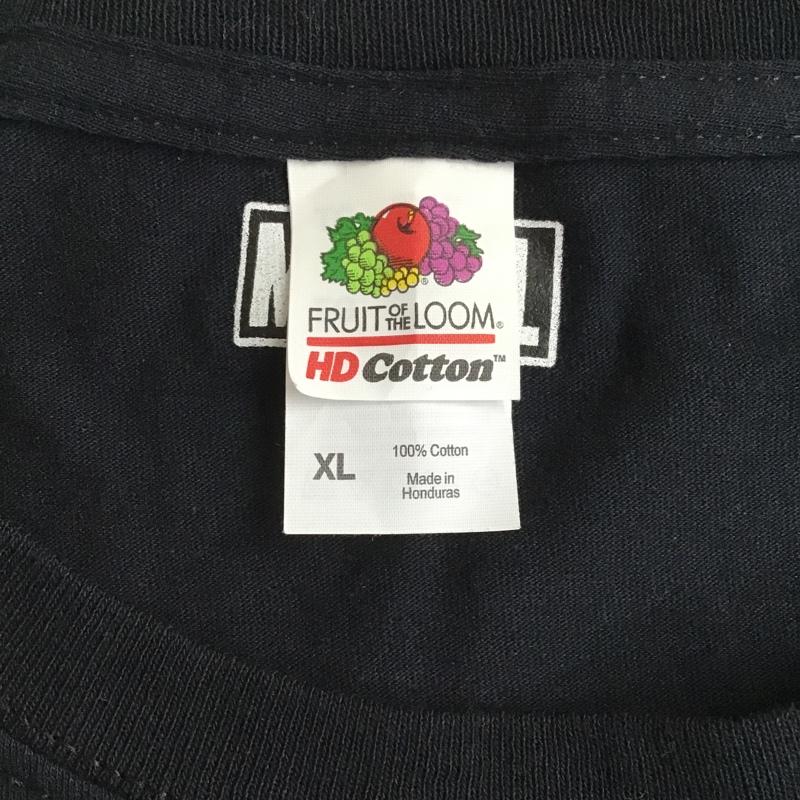 M L
FRUIT OF THE LOOM®
HD Cotton™
XL
100% Cotton
Made in
Honduras